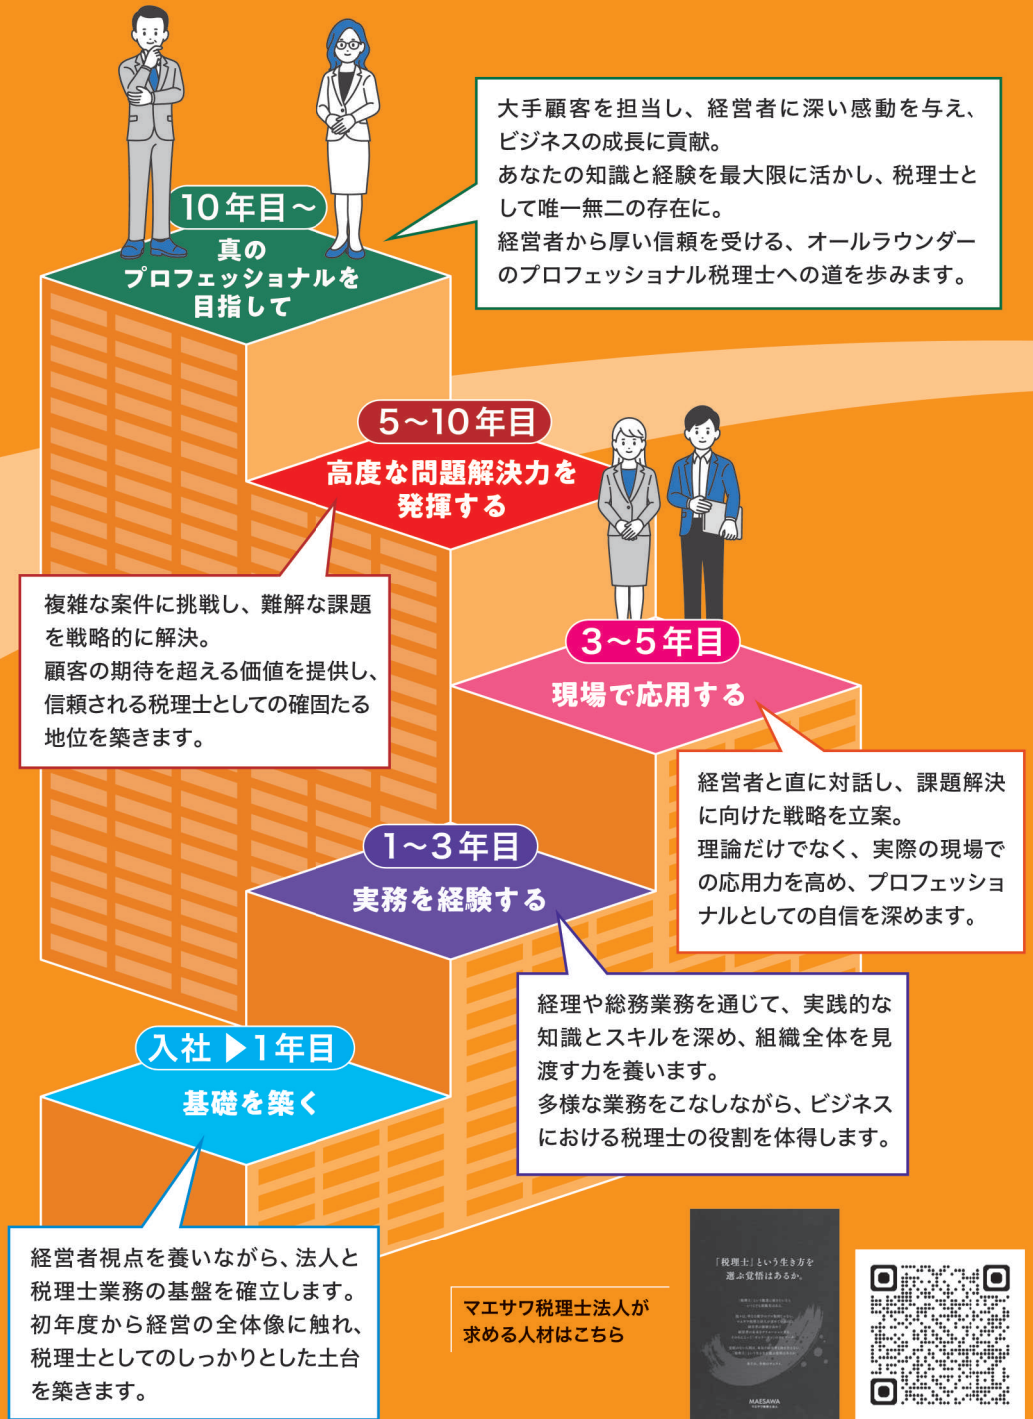 10年目～
真の
プロフェッショナルを
目指して
大手顧客を担当し、経営者に深い感動を与え、
ビジネスの成長に貢献。
あなたの知識と経験を最大限に活かし、税理士と
して唯一無二の存在に。
経営者から厚い信頼を受ける、オールラウンダー
のプロフェッショナル税理士への道を歩みます。
5～10年目
高度な問題解決力を
発揮する
複雑な案件に挑戦し、難解な課題
を戦略的に解決。
顧客の期待を超える価値を提供し、
信頼される税理士としての確固たる
地位を築きます。
3～5年目
現場で応用する
経営者と直に対話し、課題解決
に向けた戦略を立案。
理論だけでなく、実際の現場で
の応用力を高め、プロフェッショ
ナルとしての自信を深めます。
1～3年目
実務を経験する
経理や総務業務を通じて、実践的な
知識とスキルを深め、組織全体を見
渡す力を養います。
多様な業務をこなしながら、ビジネス
における税理士の役割を体得します。
入社▶1年目
基礎を築く
経営者視点を養いながら、法人と
税理士業務の基盤を確立します。
初年度から経営の全体像に触れ、
税理士としてのしっかりとした土台
を築きます。
マエサワ税理士法人が
求める人材はこちら
「税理士」という生き方を
選ぶ覚悟はあるか。
MAESAWA